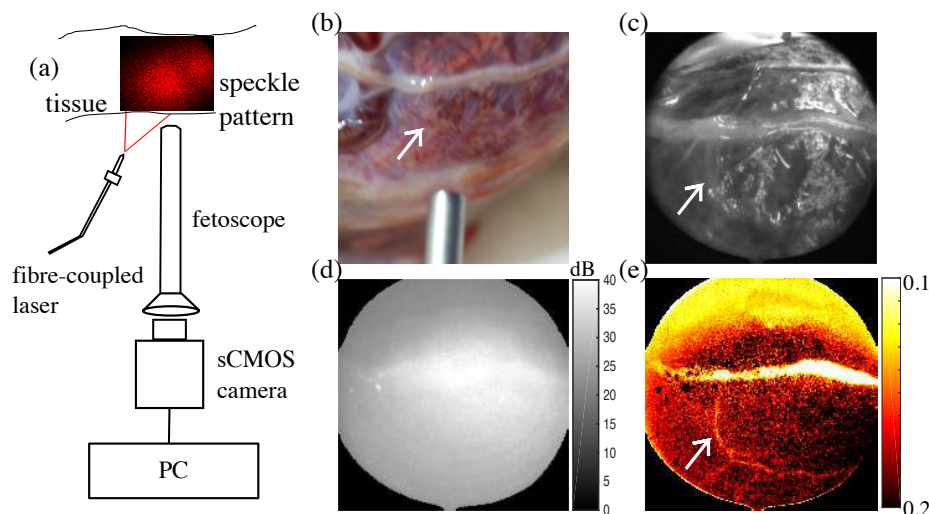 (a)
tissue
speckle
pattern
fetoscope
fibre-coupled
laser
sCMOS
camera
PC
(b)
(c)
(d)
dB
40
35
30
25
20
15
10
5
0
(e)
0.1
0.2